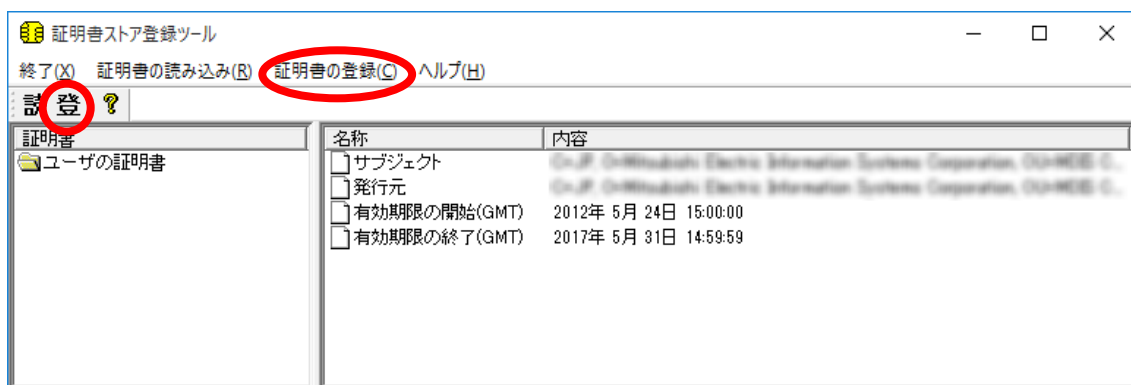 証明書ストア登録ツール
終了(X) 証明書の読み込み(R) 証明書の登録(C) ヘルプ(H)
読 登 ?
証明書 名称 内容
ユーザの証明書 サブジェクト
発行元
有効期限の開始(GMT) 2012年 5月 24日 15:00:00
有効期限の終了(GMT) 2017年 5月 31日 14:59:59